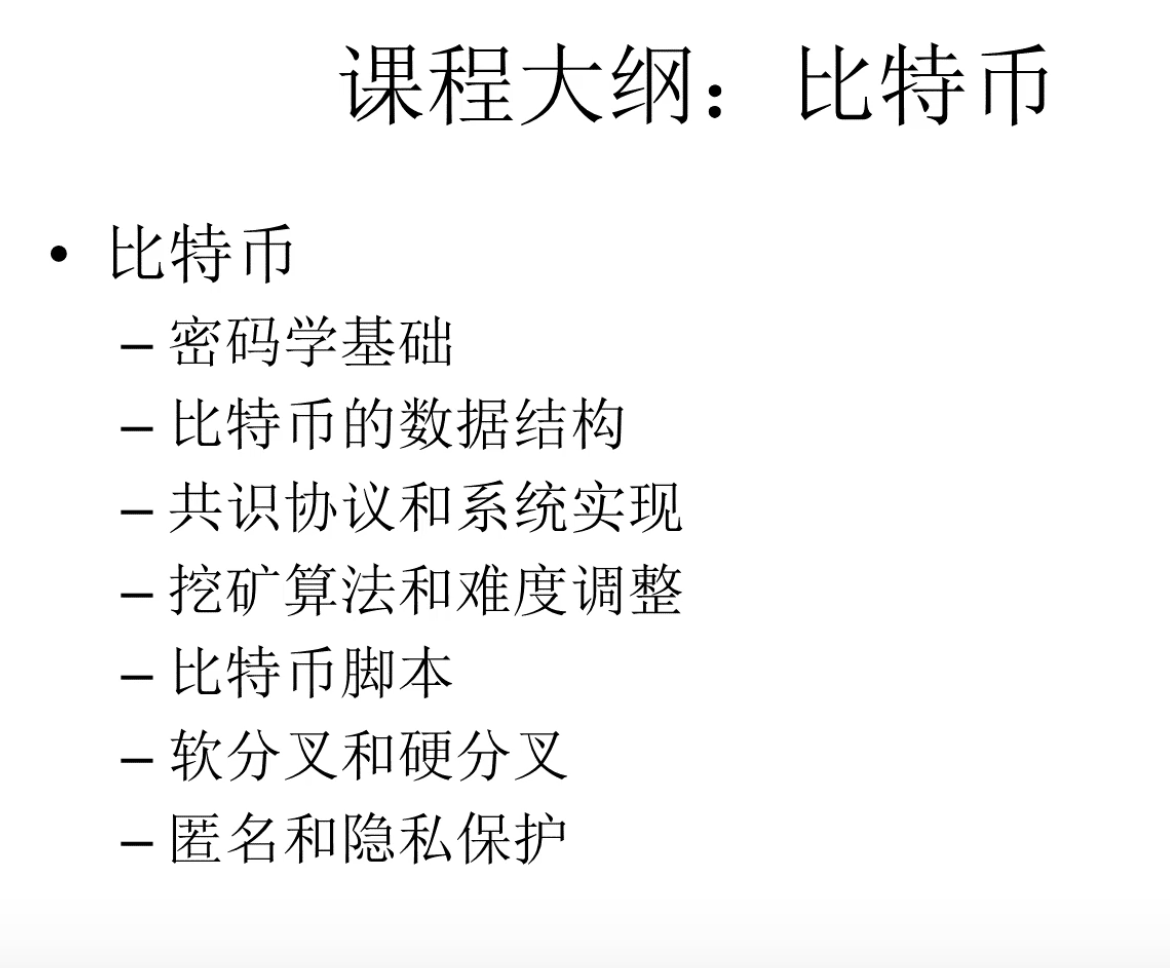 课程大纲：比特币
• 比特币
– 密码学基础
– 比特币的数据结构
– 共识协议和系统实现
– 挖矿算法和难度调整
– 比特币脚本
– 软分叉和硬分叉
– 匿名和隐私保护